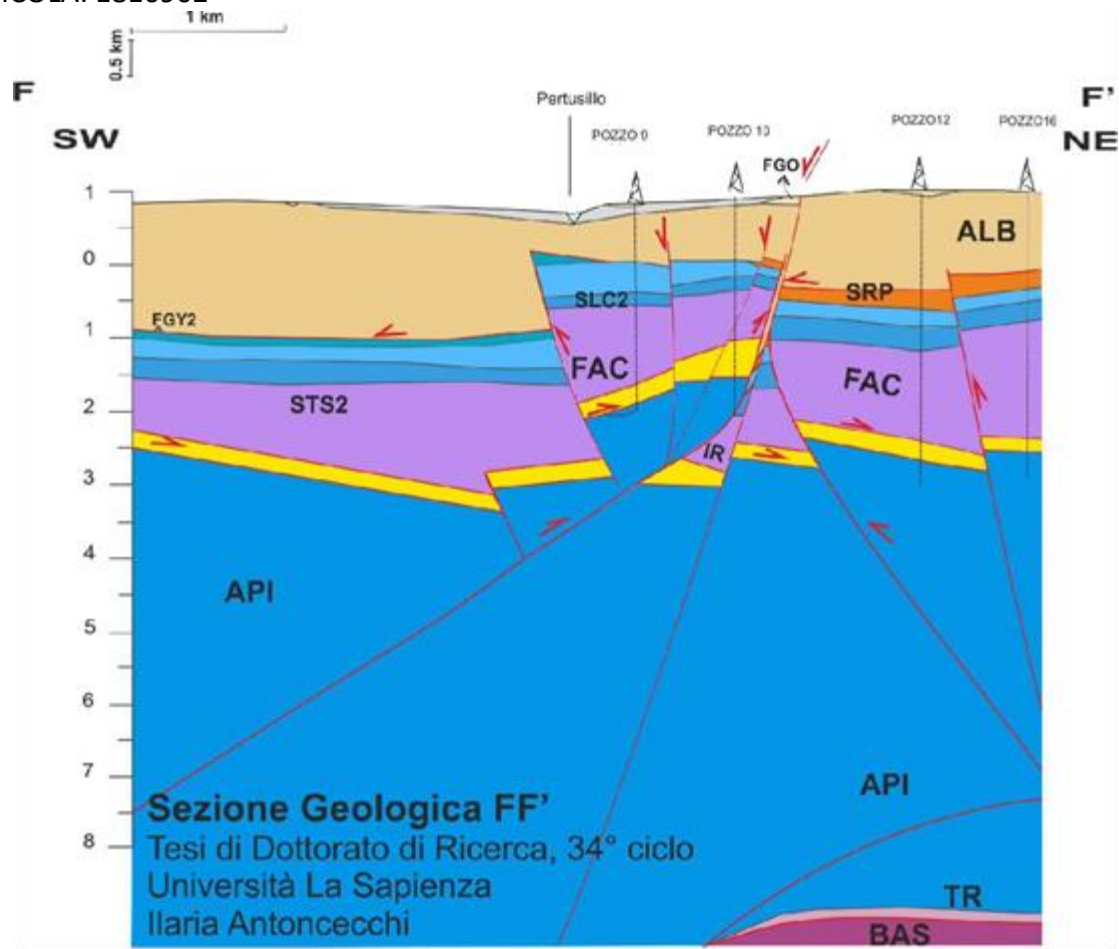 1 km
0.5 km
F
SW
Pertusillo
POZZO 9
POZZO 10
FGO
POZZO12
POZZO16
F'
NE
1
0
1
2
3
4
5
6
7
8
ALB
SRP
SLC2
FGY2
FAC
FAC
STS2
IR
API
API
TR
BAS
Sezione Geologica FF'
Tesi di Dottorato di Ricerca, 34° ciclo
Università La Sapienza
Ilaria Antoncecchi